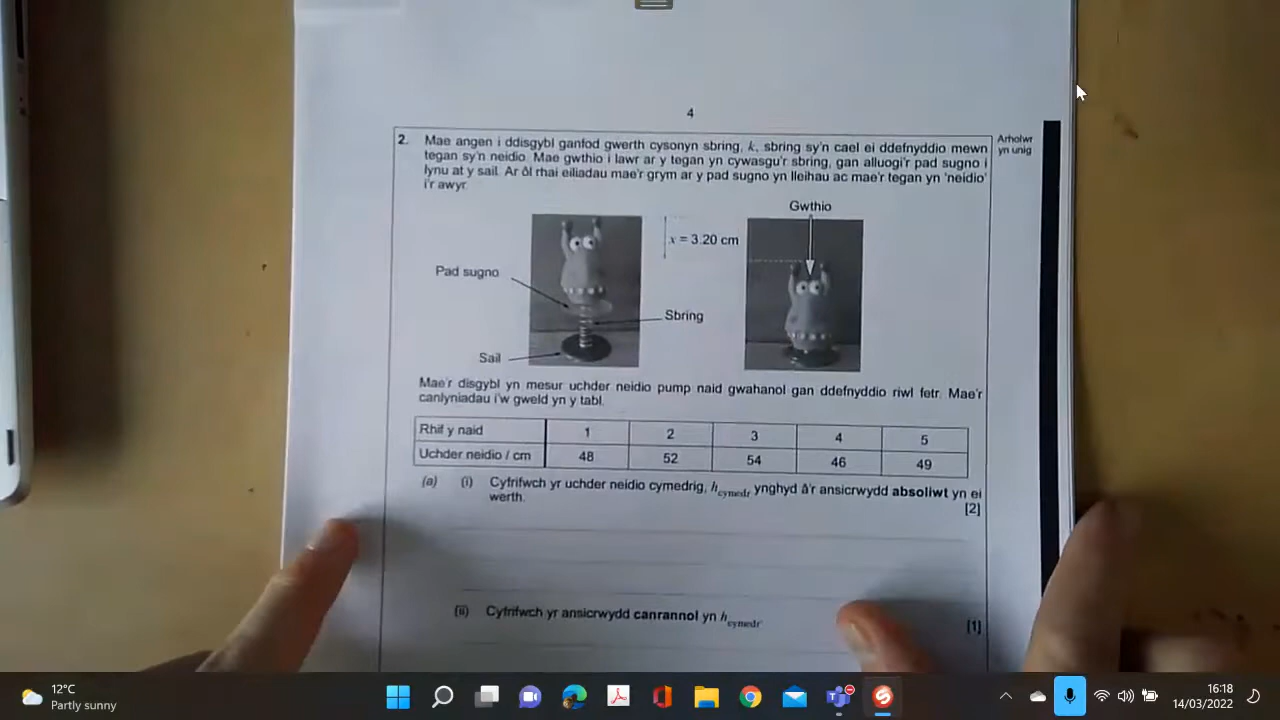 4
2. Mae angen i ddisgybl ganfod gwerth cysonyn sbring, k, sbring sy'n cael ei ddefnyddio mewn
tegan sy'n neidio. Mae gwthio i lawr ar y tegan yn cywasgu'r sbring, gan alluogi'r pad sugno i
lynu at y sail. Ar ôl rhai eiliadau mae'r grym ar y pad sugno yn lleihau ac mae'r tegan yn 'neidio'
i'r awyr.
Arholwr
yn unig
Gwthio
x = 3.20 cm
Pad sugno
Sbring
Sail
Mae'r disgybl yn mesur uchder neidio pump naid gwahanol gan ddefnyddio riwl fetr. Mae'r
canlyniadau i'w gweld yn y tabl.
Rhif y naid 1 2 3 4 5
Uchder neidio / cm 48 52 54 46 49
(a) (i) Cyfrifwch yr uchder neidio cymedrig, hcymedr ynghyd â'r ansicrwydd absoliwt yn ei
werth.
[2]
(ii) Cyfrifwch yr ansicrwydd canrannol yn hcymedr.
[1]
12°C
Partly sunny
16:18
14/03/2022